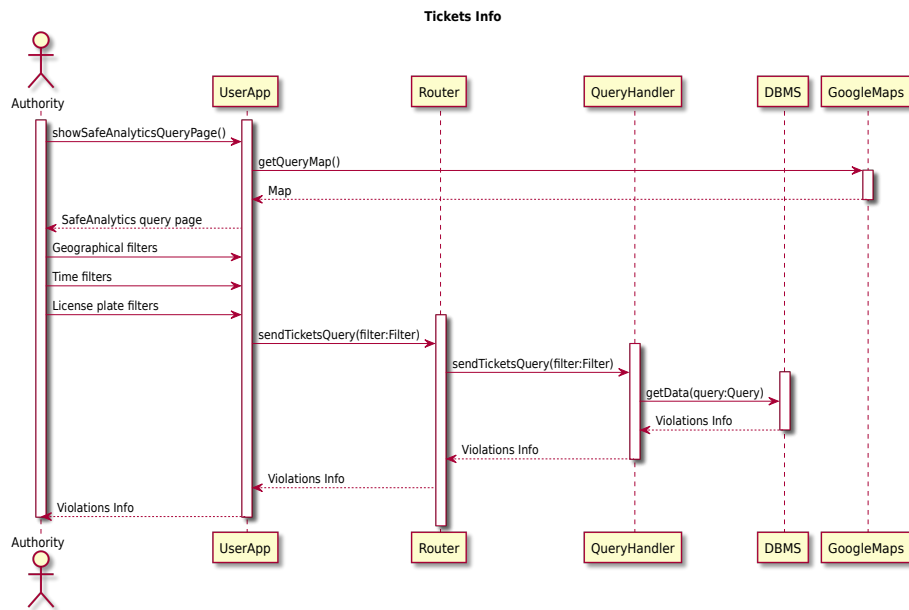 Tickets Info
Authority
UserApp
Router
QueryHandler
DBMS
GoogleMaps
showSafeAnalyticsQueryPage()
getQueryMap()
Map
SafeAnalytics query page
Geographical filters
Time filters
License plate filters
sendTicketsQuery(filter:Filter)
sendTicketsQuery(filter:Filter)
getData(query:Query)
Violations Info
Violations Info
Violations Info
Violations Info
Authority
UserApp
Router
QueryHandler
DBMS
GoogleMaps